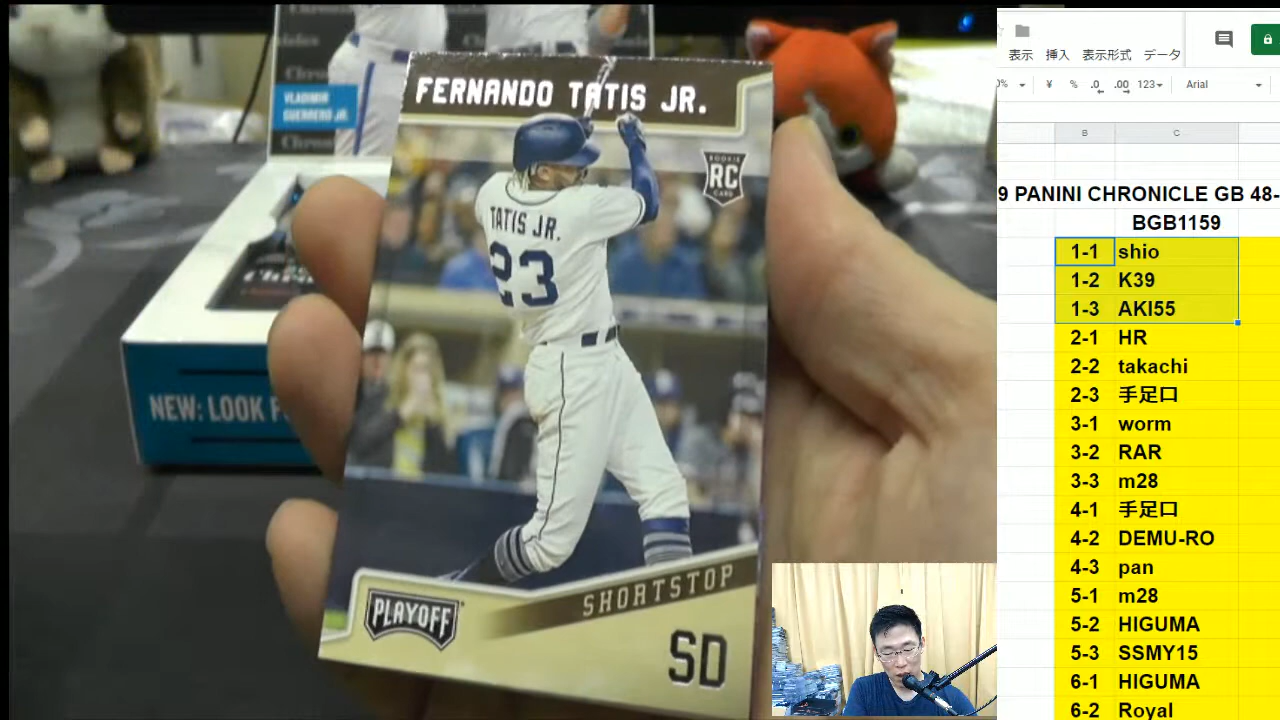 VLADIMIR
GUERRERO JR.
Chro
FERNANDO TATIS JR.
ROOKIE
RC
CARD
TATIS JR.
23
NEW: LOOK F
SHORTSTOP
PLAYOFF
SD
表示 挿入 表示形式 データ
% ¥ % .0 .00 123 Arial
B C
9 PANINI CHRONICLE GB 48-
BGB1159
1-1 shio
1-2 K39
1-3 AKI55
2-1 HR
2-2 takachi
2-3 手足口
3-1 worm
3-2 RAR
3-3 m28
4-1 手足口
4-2 DEMU-RO
4-3 pan
5-1 m28
5-2 HIGUMA
5-3 SSMY15
6-1 HIGUMA
6-2 Royal